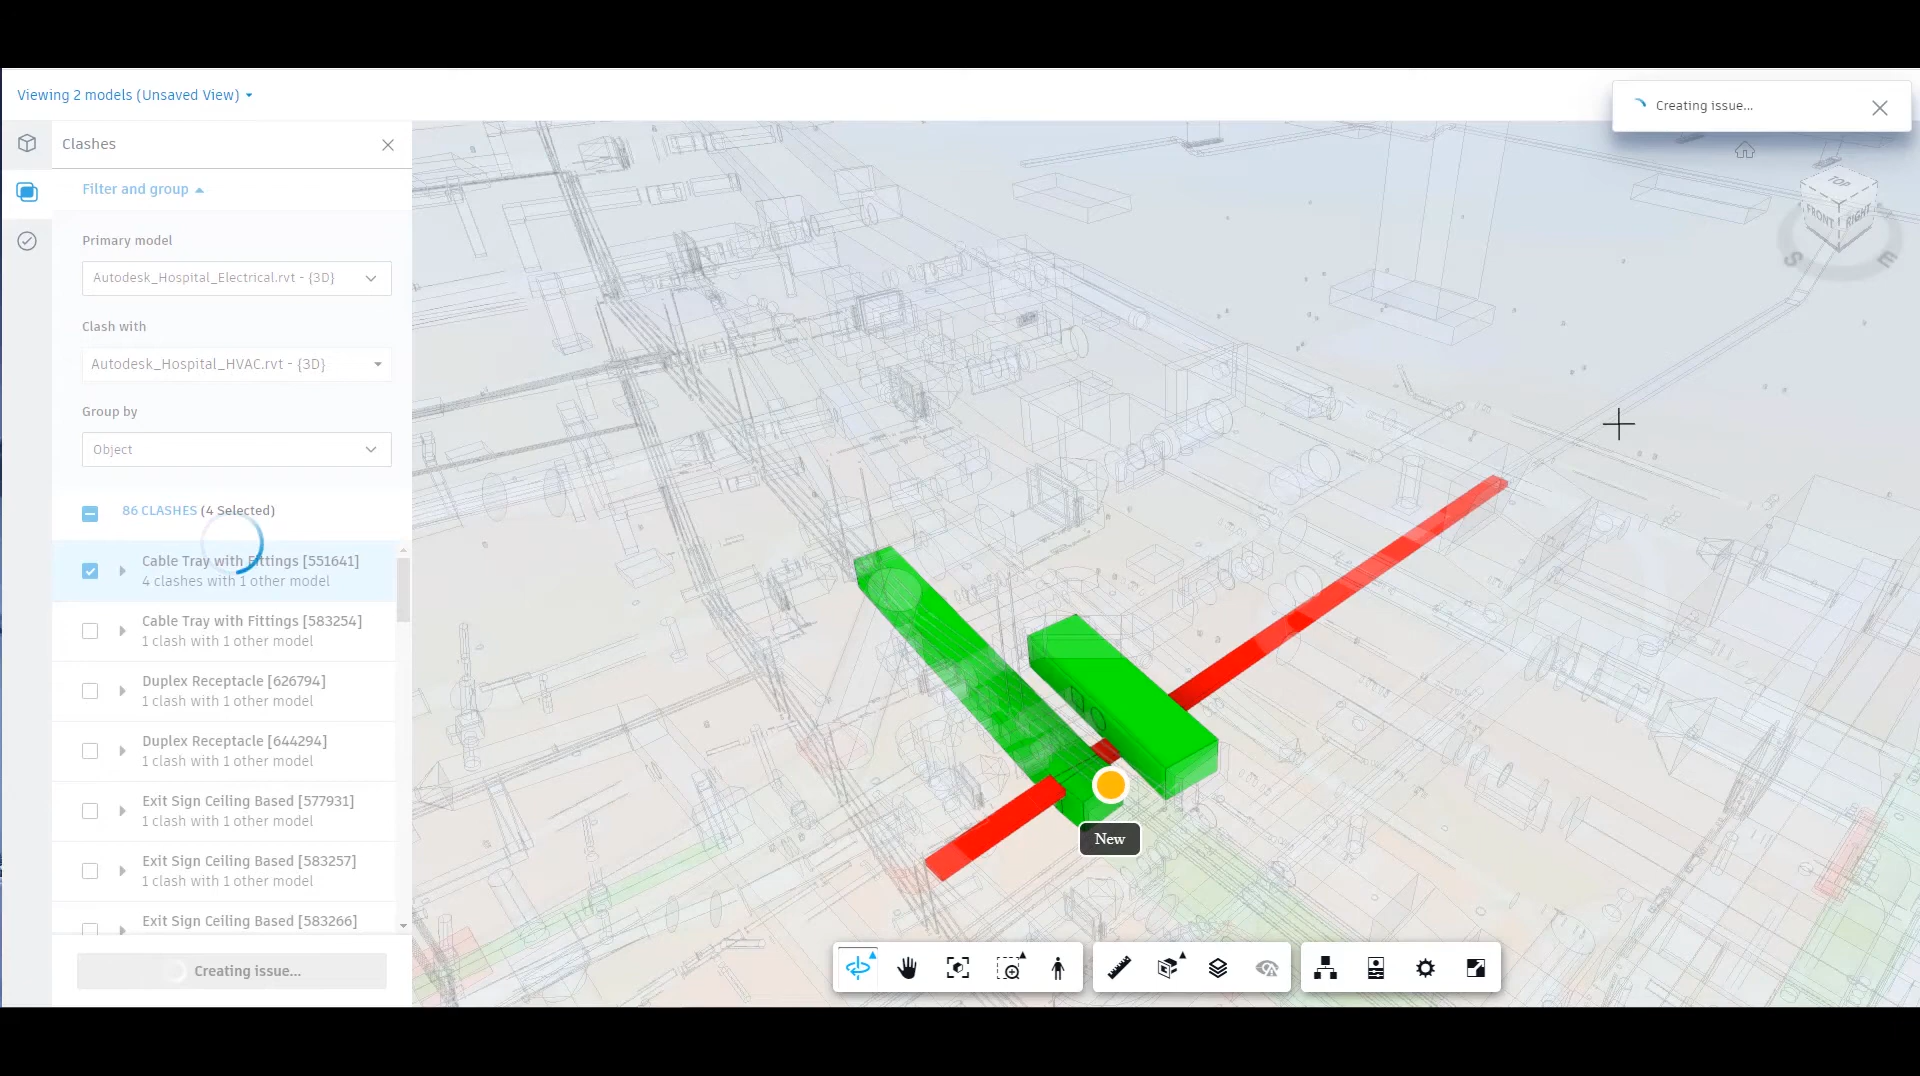 Viewing 2 models (Unsaved View)
Creating issue...
Clashes
Filter and group
Primary model
Autodesk_Hospital_Electrical.rvt - {3D}
Clash with
Autodesk_Hospital_HVAC.rvt - {3D}
Group by
Object
86 CLASHES (4 Selected)
Cable Tray with Fittings [551641]
4 clashes with 1 other model
Cable Tray with Fittings [583254]
1 clash with 1 other model
Duplex Receptacle [626794]
1 clash with 1 other model
Duplex Receptacle [644294]
1 clash with 1 other model
Exit Sign Ceiling Based [577931]
1 clash with 1 other model
Exit Sign Ceiling Based [583257]
1 clash with 1 other model
Exit Sign Ceiling Based [583266]
Creating issue...
TOP
FRONT
RIGHT
S
E
New